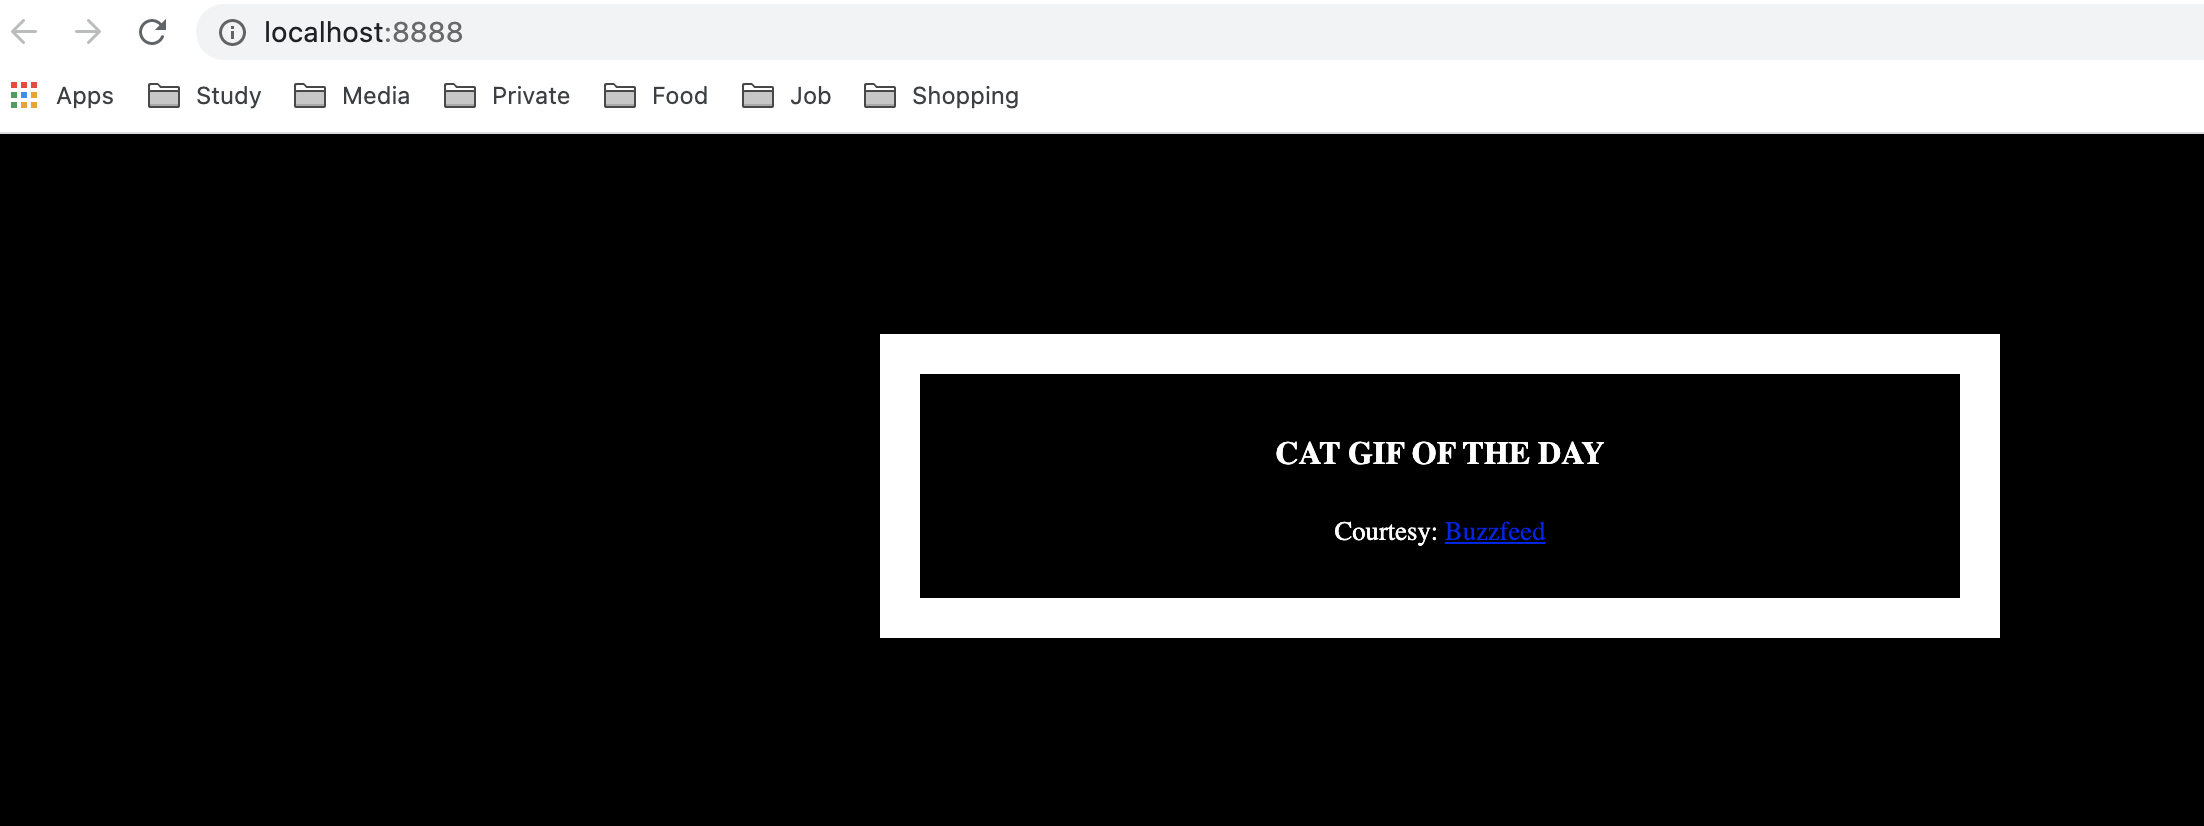 localhost:8888
Apps Study Media Private Food Job Shopping
CAT GIF OF THE DAY
Courtesy: Buzzfeed